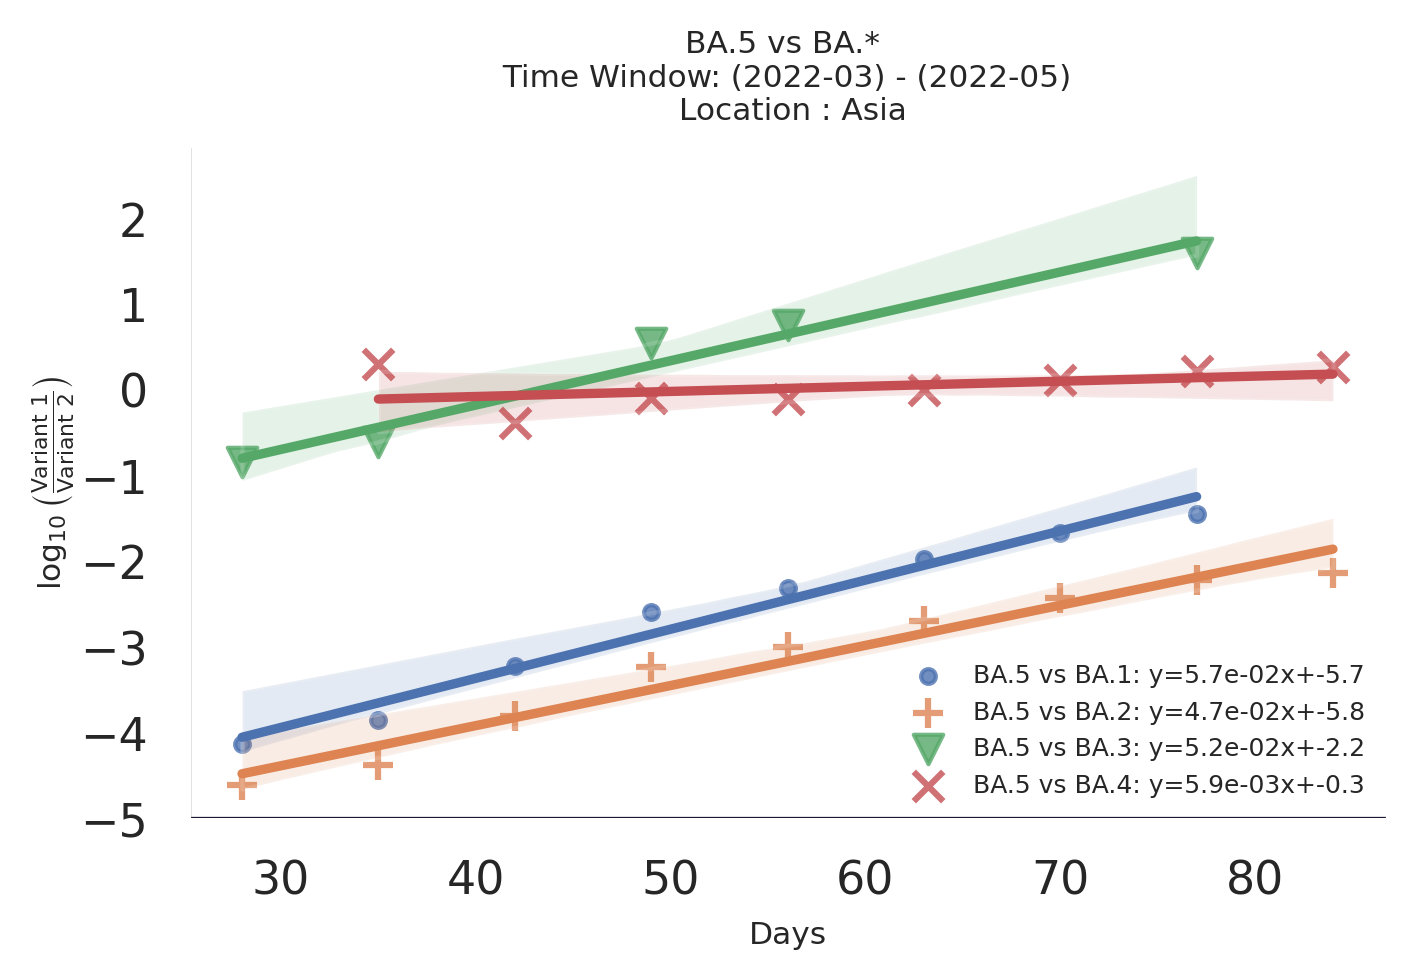 BA.5 vs BA.*
Time Window: (2022-03) - (2022-05)
Location : Asia
log10 (Variant 1 / Variant 2)
2
1
0
−1
−2
−3
−4
−5
BA.5 vs BA.1: y=5.7e-02x+-5.7
BA.5 vs BA.2: y=4.7e-02x+-5.8
BA.5 vs BA.3: y=5.2e-02x+-2.2
BA.5 vs BA.4: y=5.9e-03x+-0.3
30 40 50 60 70 80
Days